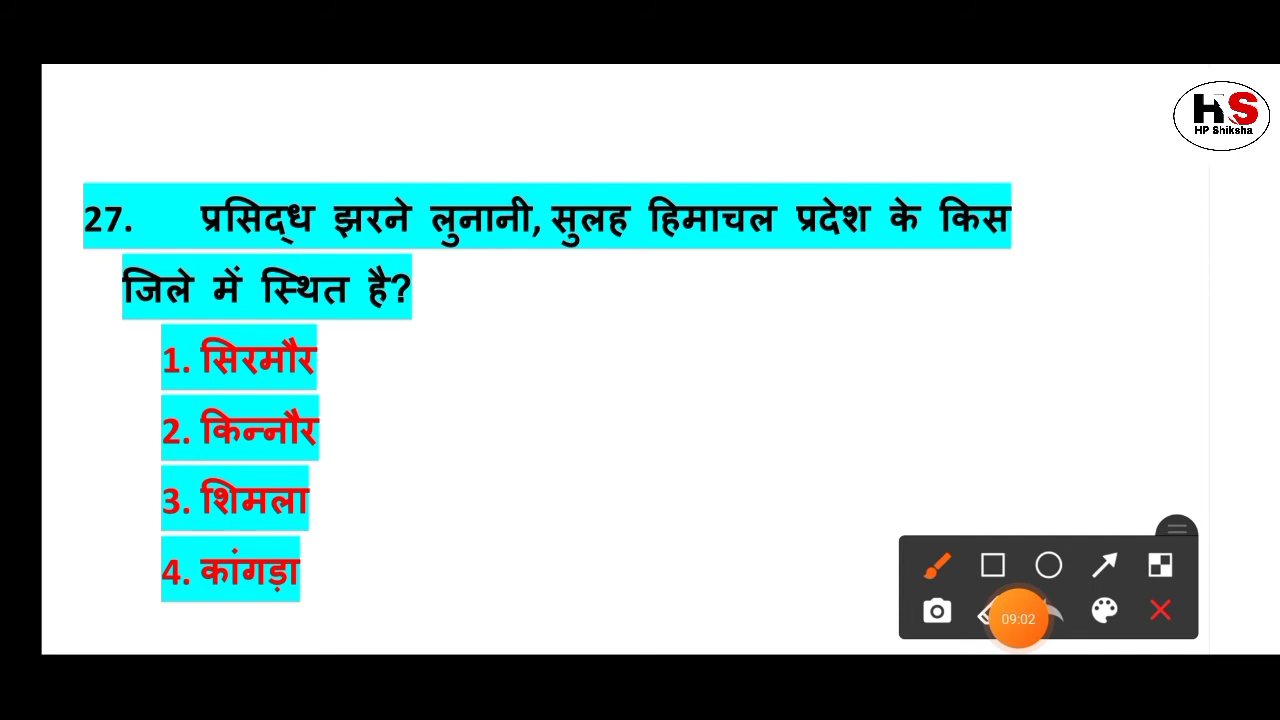 HS
HP Shiksha
27. प्रसिद्ध झरने लुनानी, सुलह हिमाचल प्रदेश के किस
जिले में स्थित है?
1. सिरमौर
2. किन्नौर
3. शिमला
4. कांगड़ा
09:02